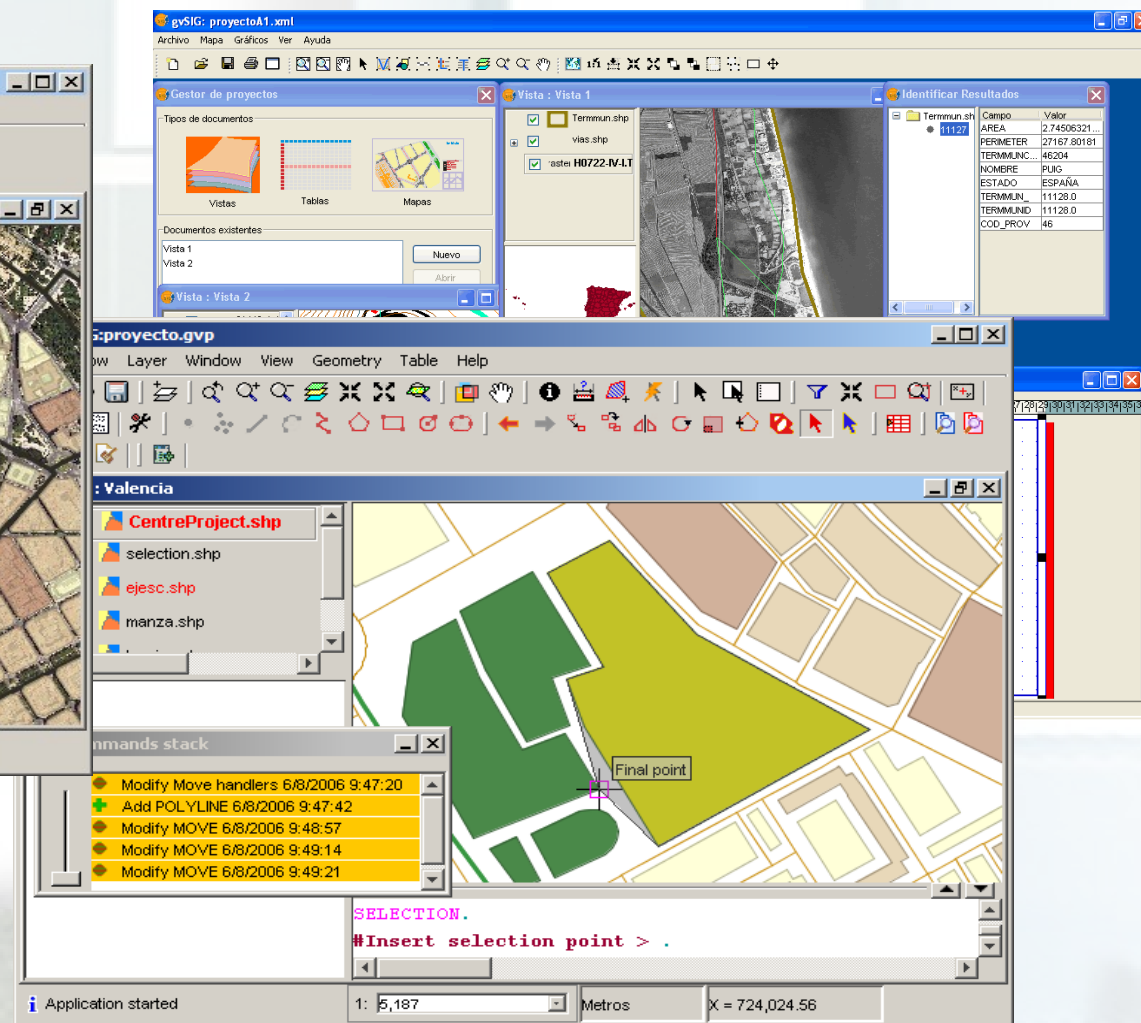 gvSIG: proyectoA1.xml
Archivo Mapa Gráficos Ver Ayuda
Gestor de proyectos
Tipos de documentos
Vistas
Tablas
Mapas
Documentos existentes
Vista 1
Vista 2
Nuevo
Abrir
Vista : Vista 1
Termmun.shp
vias.shp
H0722-IV-I.T
Identificar Resultados
Termmun.sh
11127
Campo Valor
AREA 2.74506321...
PERIMETER 27167.80181
TERMMUNC... 46204
NOMBRE PUIG
ESTADO ESPAÑA
TERMMUN_ 11128.0
TERMMUNID 11128.0
COD_PROV 46
Vista : Vista 2
G:proyecto.gvp
ow Layer Window View Geometry Table Help
: Valencia
CentreProject.shp
selection.shp
ejesc.shp
manza.shp
Final point
mmands stack
Modify Move handlers 6/8/2006 9:47:20
Add POLYLINE 6/8/2006 9:47:42
Modify MOVE 6/8/2006 9:48:57
Modify MOVE 6/8/2006 9:49:14
Modify MOVE 6/8/2006 9:49:21
SELECTION.
#Insert selection point > .
Application started
1: 5,187
Metros
X = 724,024.56